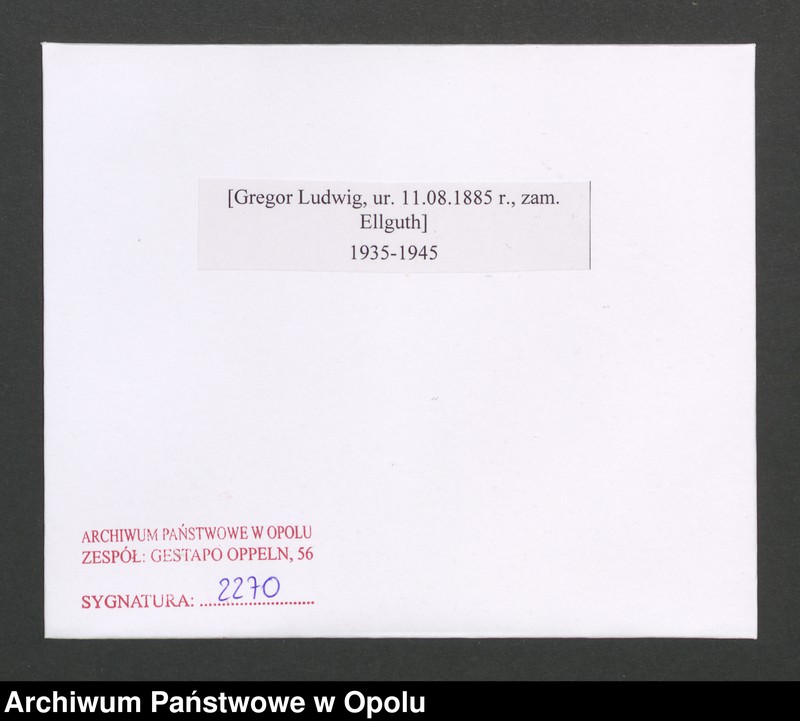 [Gregor Ludwig, ur. 11.08.1885 r., zam.
Ellguth]
1935-1945
ARCHIWUM PAŃSTWOWE W OPOLU
ZESPÓŁ: GESTAPO OPPELN, 56
SYGNATURA: 2270
Archiwum Państwowe w Opolu